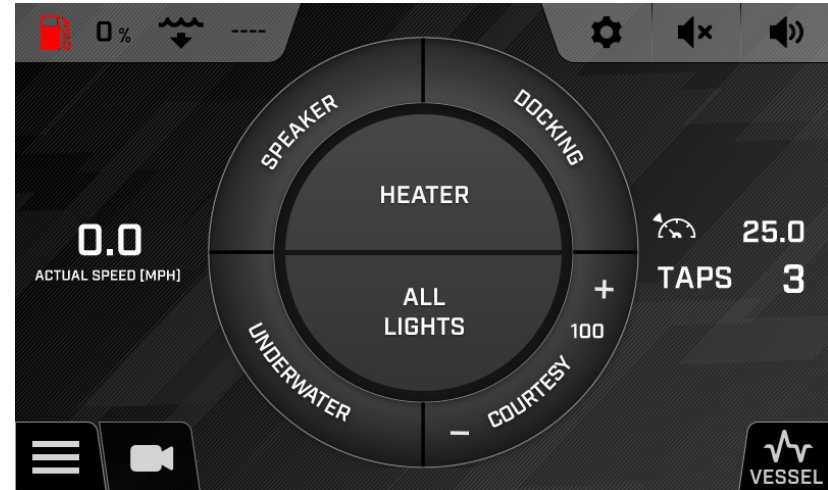 0 %
----
SPEAKER
DOCKING
HEATER
0.0
ACTUAL SPEED [MPH]
25.0
TAPS 3
ALL
LIGHTS
+
100
COURTESY
−
UNDERWATER
VESSEL